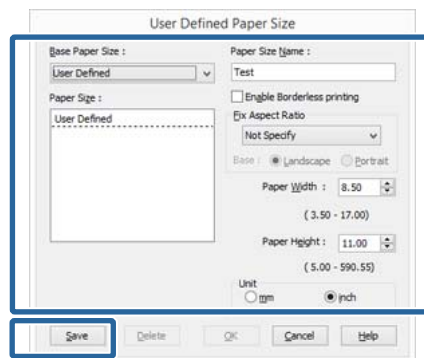 User Defined Paper Size
Base Paper Size :
User Defined
Paper Size :
User Defined
Paper Size Name :
Test
Enable Borderless printing
Fix Aspect Ratio
Not Specify
Base : Landscape Portrait
Paper Width : 8.50
( 3.50 - 17.00)
Paper Height : 11.00
( 5.00 - 590.55)
Unit
mm inch
Save Delete OK Cancel Help